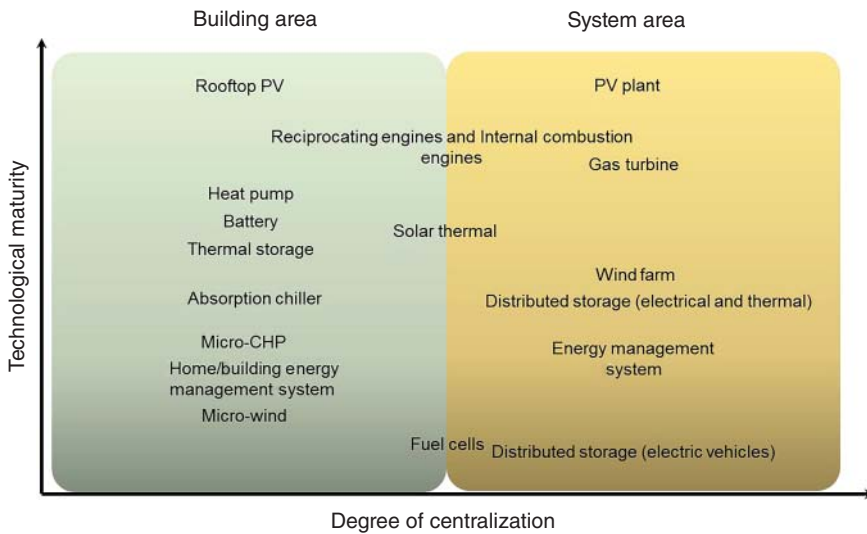 Building area
System area
Technological maturity
Rooftop PV
PV plant
Reciprocating engines and Internal combustion
engines
Gas turbine
Heat pump
Battery
Thermal storage
Solar thermal
Wind farm
Absorption chiller
Distributed storage (electrical and thermal)
Micro-CHP
Home/building energy
management system
Micro-wind
Energy management
system
Fuel cells
Distributed storage (electric vehicles)
Degree of centralization